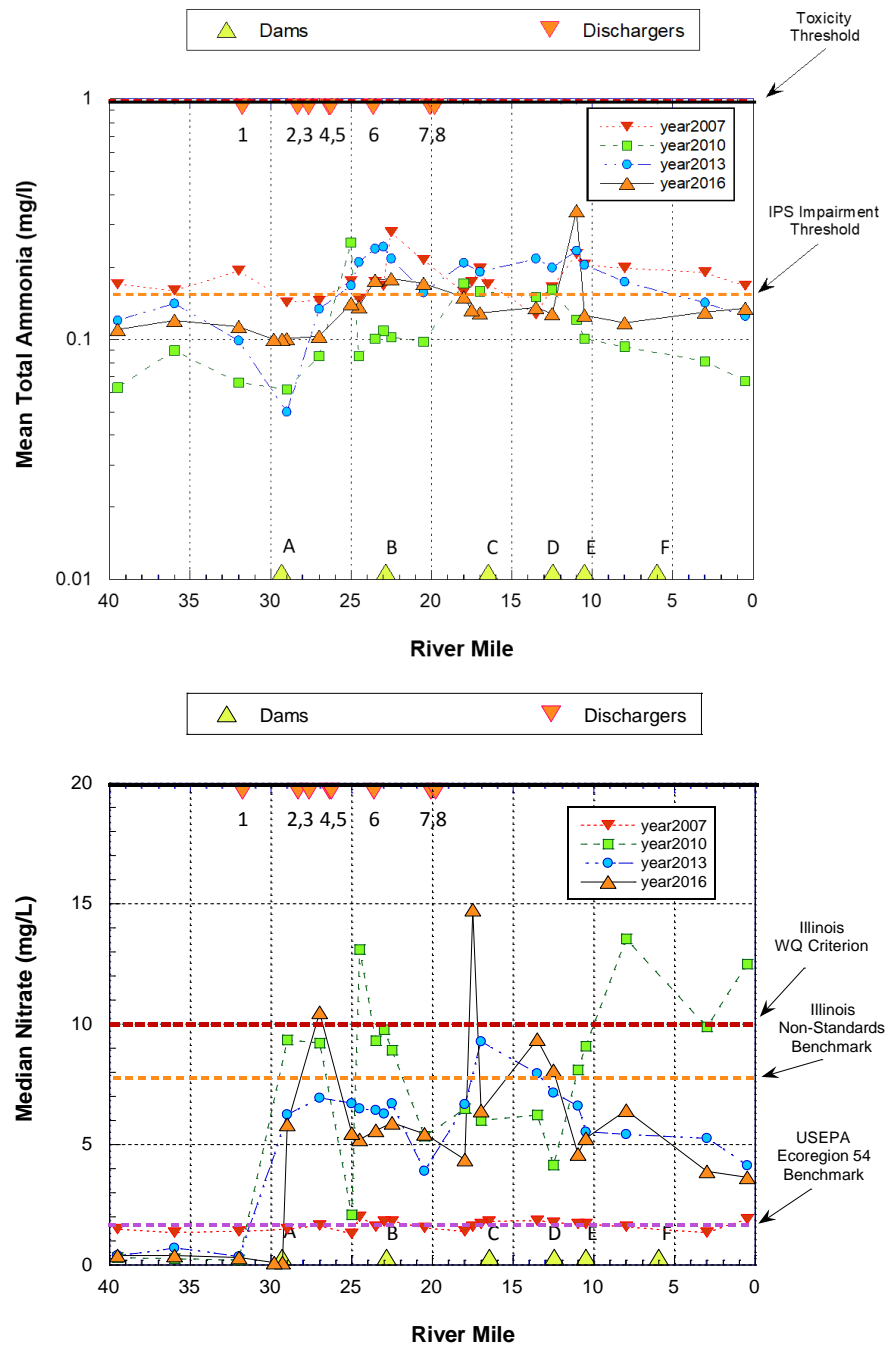 Dams
Dischargers
Toxicity
Threshold
1
1
2,3
4,5
6
7,8
year2007
year2010
year2013
year2016
IPS Impairment
Threshold
Mean Total Ammonia (mg/l)
0.1
A
B
C
D
E
F
0.01
40
35
30
25
20
15
10
5
0
River Mile
Dams
Dischargers
20
1
2,3
4,5
6
7,8
year2007
year2010
year2013
year2016
15
Illinois
WQ Criterion
Median Nitrate (mg/L)
10
Illinois
Non-Standards
Benchmark
5
USEPA
Ecoregion 54
Benchmark
A
B
C
D
E
F
0
40
35
30
25
20
15
10
5
0
River Mile